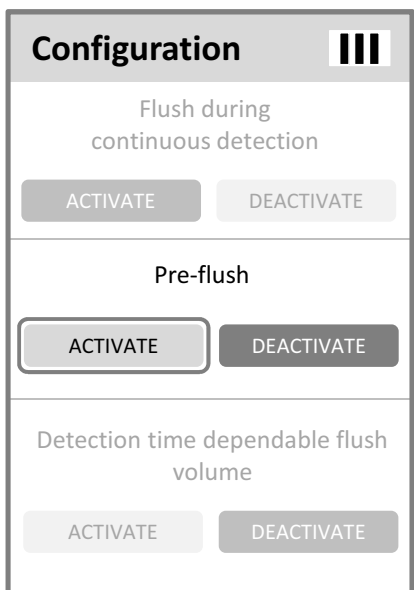 Configuration
Flush during
continuous detection
ACTIVATE DEACTIVATE
Pre-flush
ACTIVATE DEACTIVATE
Detection time dependable flush
volume
ACTIVATE DEACTIVATE